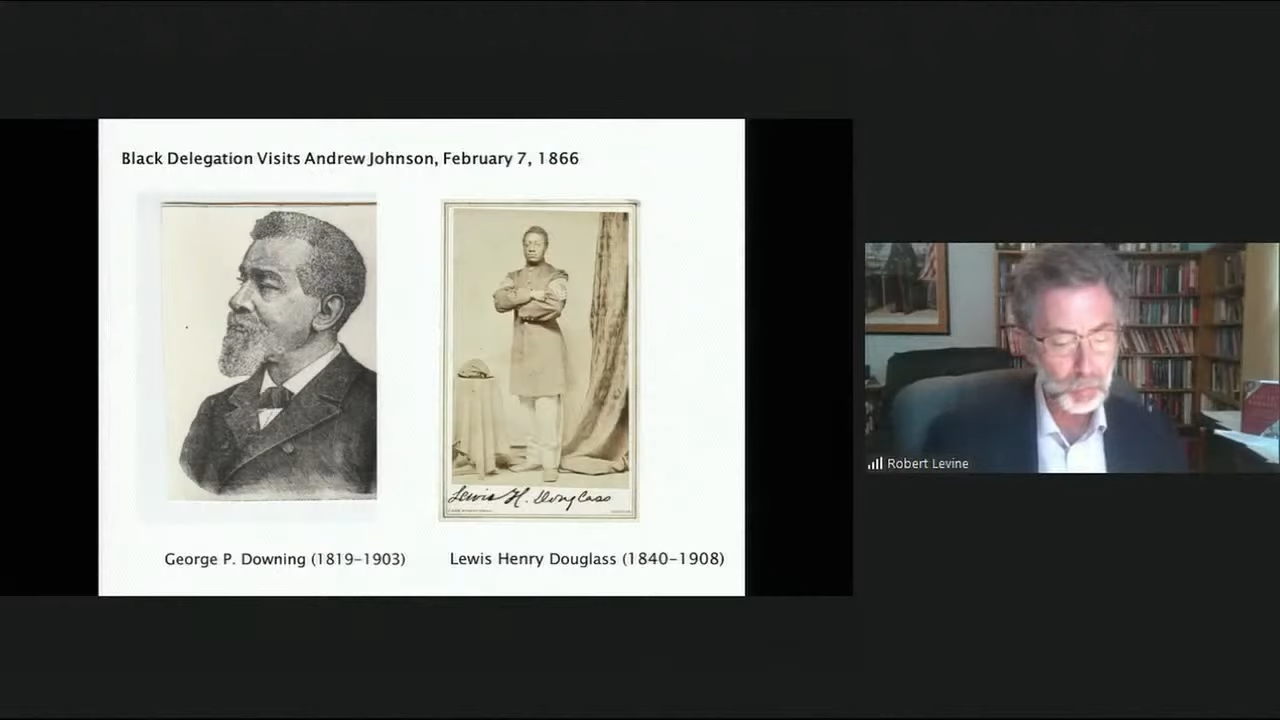 Black Delegation Visits Andrew Johnson, February 7, 1866
Lewis H. Douglass
George P. Downing (1819–1903)
Lewis Henry Douglass (1840–1908)
Robert Levine